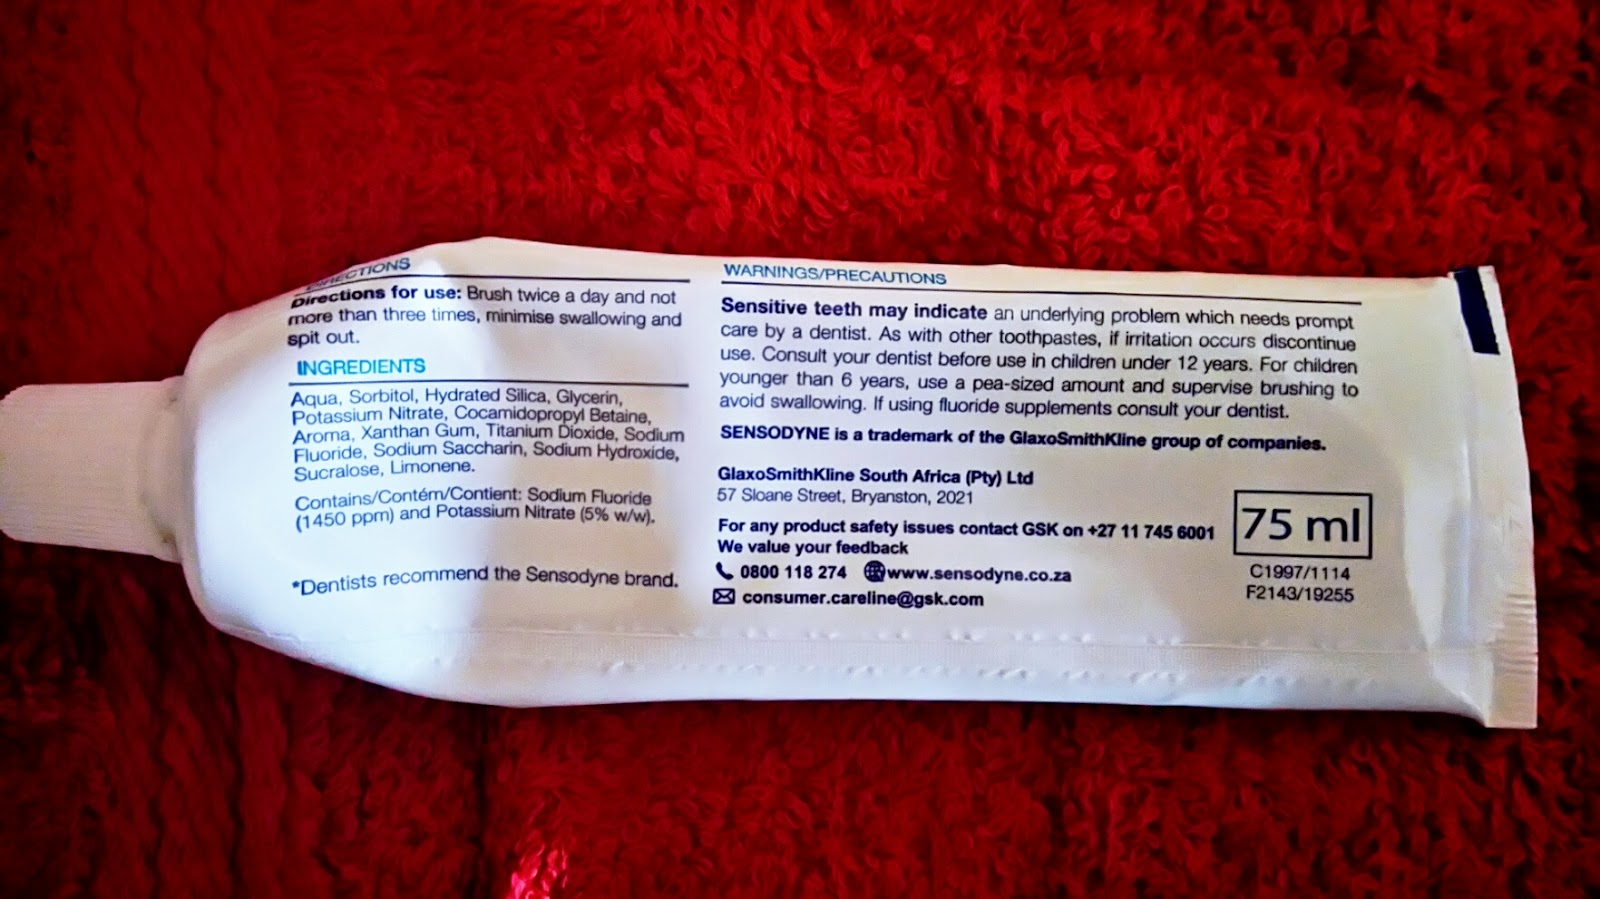 DIRECTIONS
Directions for use: Brush twice a day and not
more than three times, minimise swallowing and
spit out.
INGREDIENTS
Aqua, Sorbitol, Hydrated Silica, Glycerin,
Potassium Nitrate, Cocamidopropyl Betaine,
Aroma, Xanthan Gum, Titanium Dioxide, Sodium
Fluoride, Sodium Saccharin, Sodium Hydroxide,
Sucralose, Limonene.
Contains/Contém/Contient: Sodium Fluoride
(1450 ppm) and Potassium Nitrate (5% w/w).
*Dentists recommend the Sensodyne brand.
WARNINGS/PRECAUTIONS
Sensitive teeth may indicate an underlying problem which needs prompt
care by a dentist. As with other toothpastes, if irritation occurs discontinue
use. Consult your dentist before use in children under 12 years. For children
younger than 6 years, use a pea-sized amount and supervise brushing to
avoid swallowing. If using fluoride supplements consult your dentist.
SENSODYNE is a trademark of the GlaxoSmithKline group of companies.
GlaxoSmithKline South Africa (Pty) Ltd
57 Sloane Street, Bryanston, 2021
For any product safety issues contact GSK on +27 11 745 6001
We value your feedback
0800 118 274 www.sensodyne.co.za
consumer.careline@gsk.com
75 ml
C1997/1114
F2143/19255